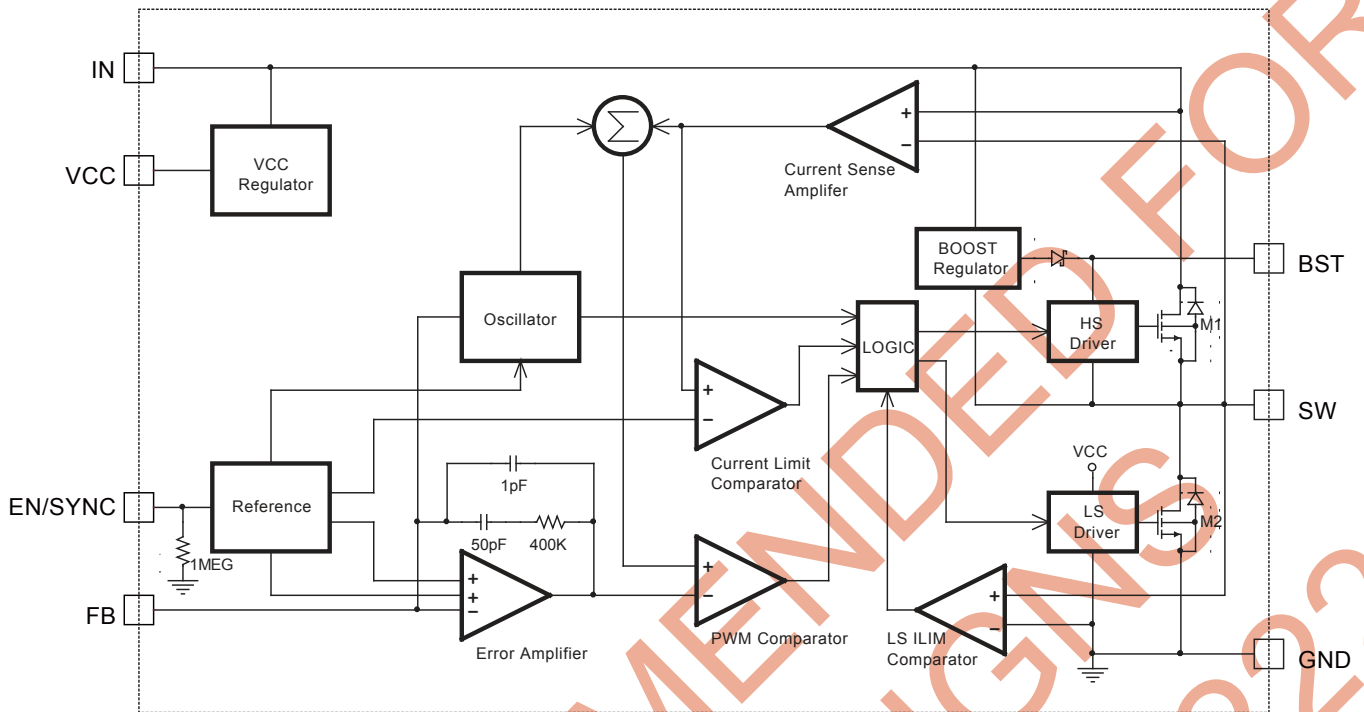 IN
VCC
VCC
Regulator
Σ
+
−
Current Sense
Amplifer
BOOST
Regulator
BST
Oscillator
LOGIC
HS
Driver
M1
+
−
Current Limit
Comparator
SW
VCC
EN/SYNC
Reference
1MEG
1pF
50pF
400K
LS
Driver
M2
FB
+
+
−
Error Amplifier
+
−
PWM Comparator
+
−
LS ILIM
Comparator
GND
MENDED FOR
IGNS